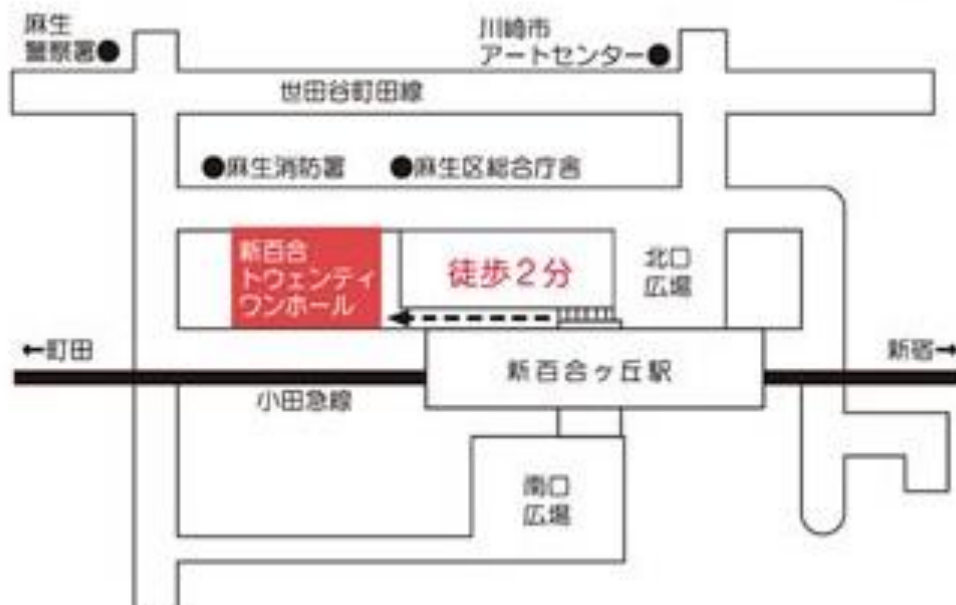 麻生
警察署●
川崎市
アートセンター●
世田谷町田線
●麻生消防署
●麻生区総合庁舎
新百合
トウェンティ
ワンホール
徒歩2分
北口
広場
←町田
新宿→
新百合ヶ丘駅
小田急線
南口
広場